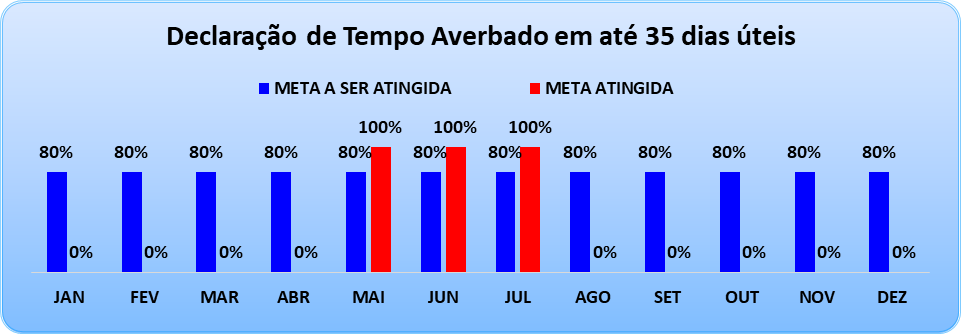 Declaração de Tempo Averbado em até 35 dias úteis
META A SER ATINGIDA META ATINGIDA
100% 100% 100%
80% 80% 80% 80% 80% 80% 80% 80% 80% 80% 80% 80%
0% 0% 0% 0% 0% 0% 0% 0% 0%
JAN FEV MAR ABR MAI JUN JUL AGO SET OUT NOV DEZ